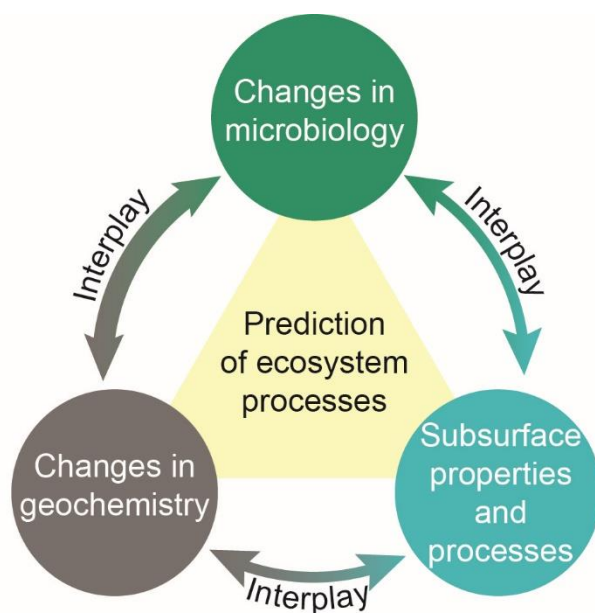 Changes in
microbiology
Interplay
Interplay
Prediction
of ecosystem
processes
Changes in
geochemistry
Subsurface
properties
and
processes
Interplay